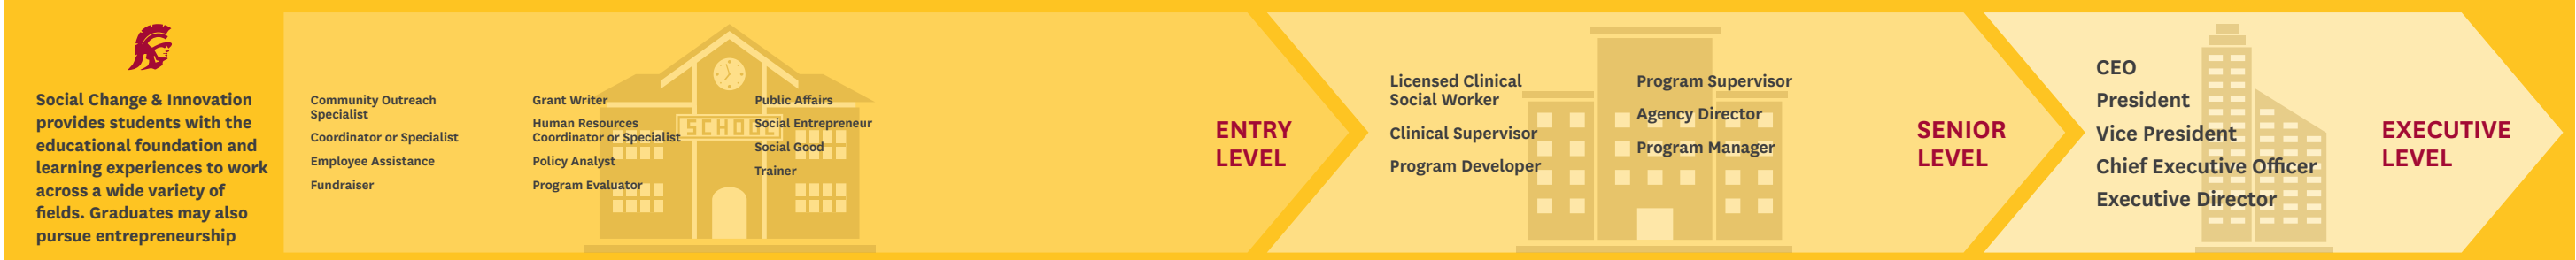 Social Change & Innovation
provides students with the
educational foundation and
learning experiences to work
across a wide variety of
fields. Graduates may also
pursue entrepreneurship
Community Outreach
Specialist
Coordinator or Specialist
Employee Assistance
Fundraiser
Grant Writer
Human Resources
Coordinator or Specialist
Policy Analyst
Program Evaluator
SCHOOL
Public Affairs
Social Entrepreneur
Social Good
Trainer
ENTRY
LEVEL
Licensed Clinical
Social Worker
Clinical Supervisor
Program Developer
Program Supervisor
Agency Director
Program Manager
SENIOR
LEVEL
CEO
President
Vice President
Chief Executive Officer
Executive Director
EXECUTIVE
LEVEL